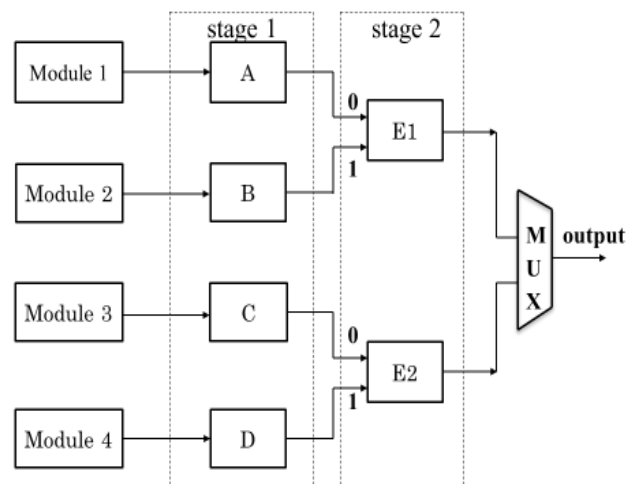 stage 1
stage 2
Module 1
A
0
E1
Module 2
B
1
M
U
X
output
Module 3
C
0
E2
1
Module 4
D